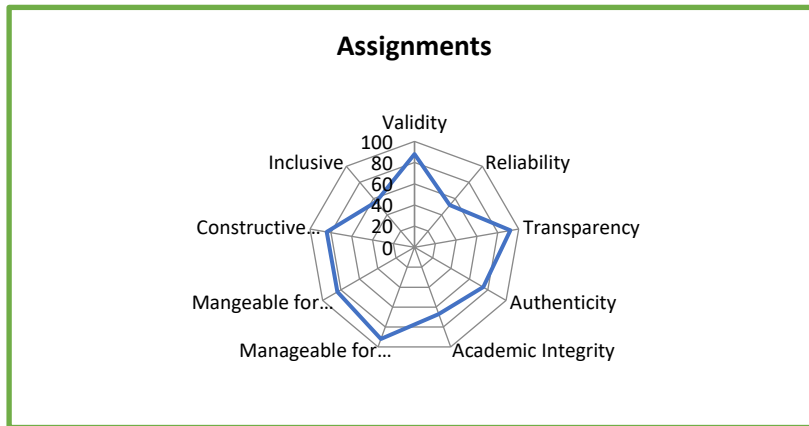 Assignments
Validity
Reliability
Transparency
Authenticity
Academic Integrity
Manageable for...
Mangeable for...
Constructive...
Inclusive
100
80
60
40
20
0